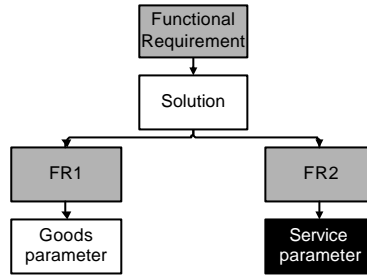 Functional
Requirement
Solution
FR1
FR2
Goods
parameter
Service
parameter